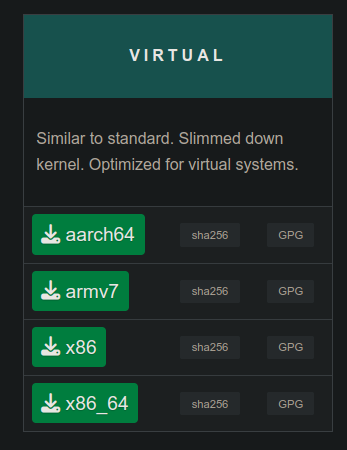 VIRTUAL
Similar to standard. Slimmed down
kernel. Optimized for virtual systems.
aarch64 sha256 GPG
armv7 sha256 GPG
x86 sha256 GPG
x86_64 sha256 GPG